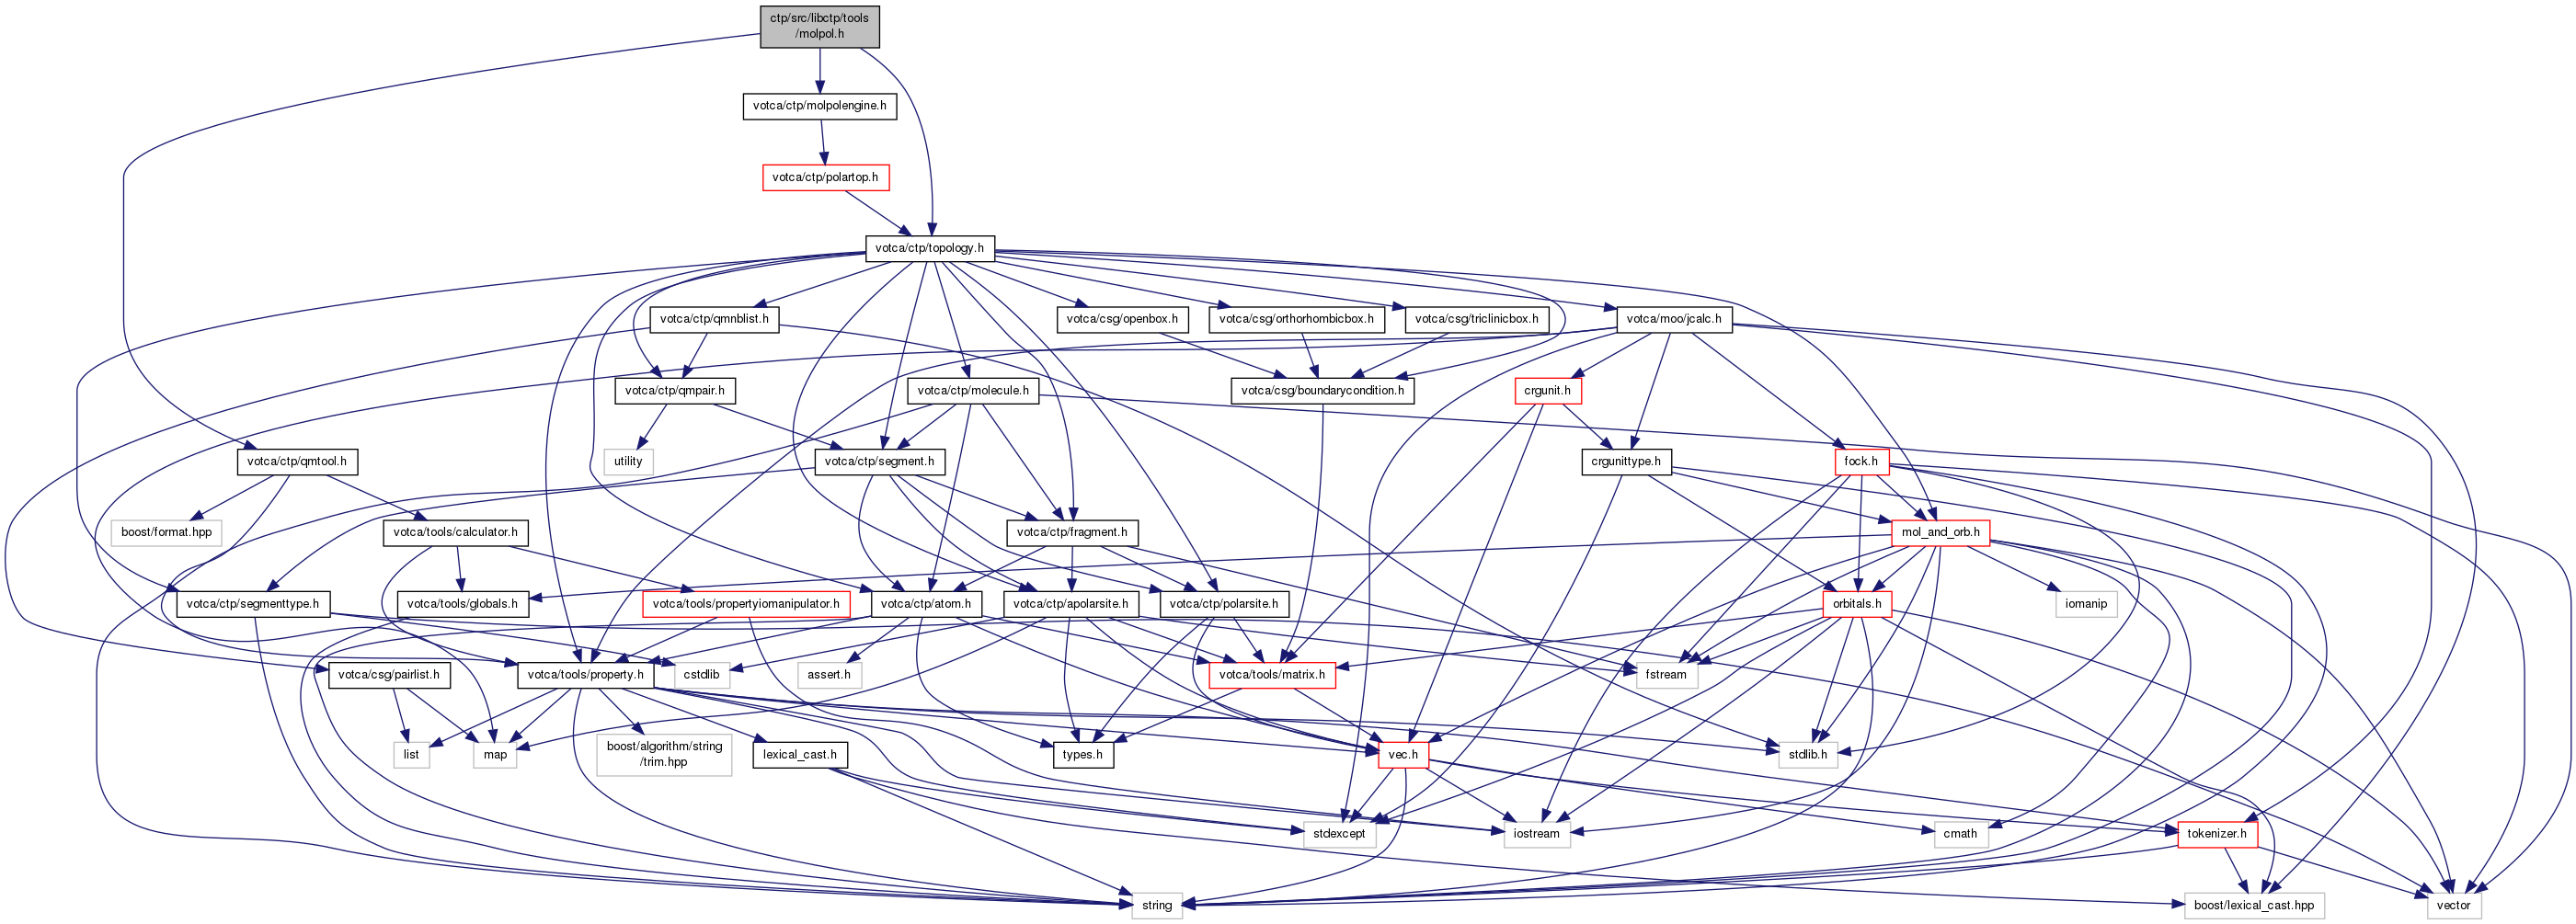 ctp/src/libctp/tools
/molpol.h
votca/ctp/molpolengine.h
votca/ctp/polartop.h
votca/ctp/topology.h
votca/ctp/qmnblist.h
votca/csg/openbox.h
votca/csg/orthorhombicbox.h
votca/csg/triclinicbox.h
votca/moo/jcalc.h
votca/ctp/qmpair.h
votca/ctp/molecule.h
votca/csg/boundarycondition.h
crgunit.h
votca/ctp/qmtool.h
utility
votca/ctp/segment.h
crgunittype.h
fock.h
boost/format.hpp
votca/tools/calculator.h
votca/ctp/fragment.h
mol_and_orb.h
votca/ctp/segmenttype.h
votca/tools/globals.h
votca/tools/propertyiomanipulator.h
votca/ctp/atom.h
votca/ctp/apolarsite.h
votca/ctp/polarsite.h
orbitals.h
iomanip
votca/csg/pairlist.h
votca/tools/property.h
cstdlib
assert.h
votca/tools/matrix.h
fstream
list
map
boost/algorithm/string
/trim.hpp
lexical_cast.h
types.h
vec.h
stdlib.h
stdexcept
iostream
cmath
tokenizer.h
string
boost/lexical_cast.hpp
vector